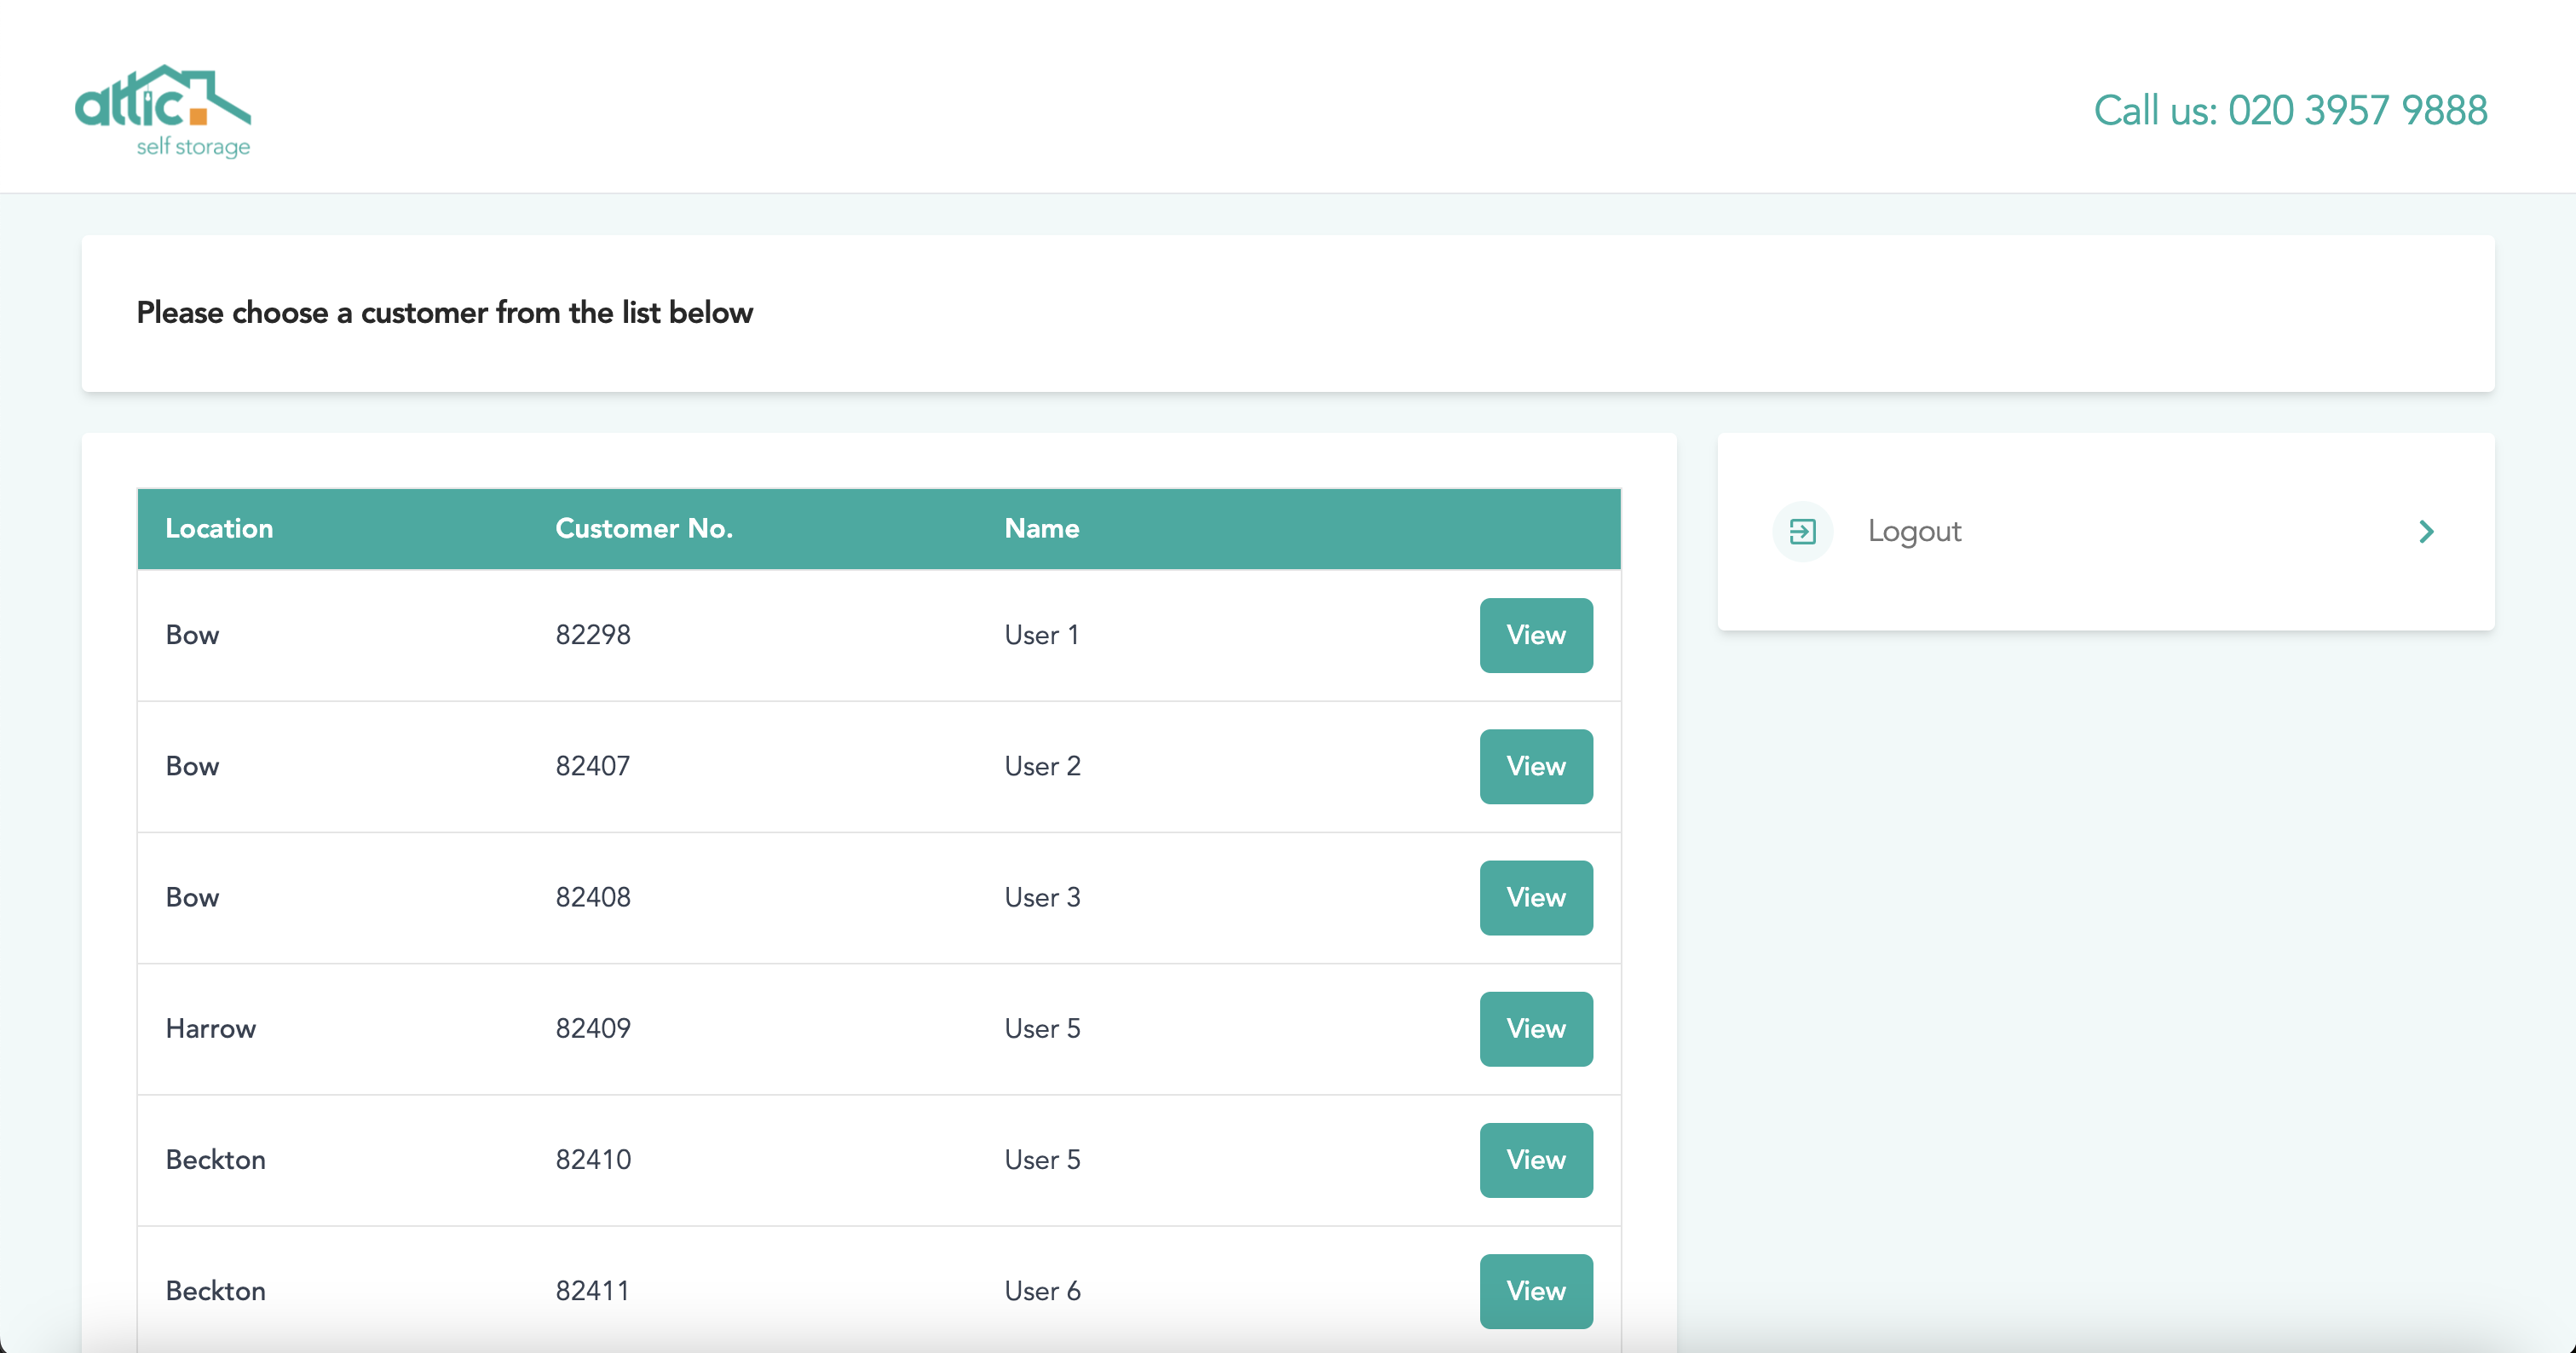 attic
self storage
Call us: 020 3957 9888
Please choose a customer from the list below
Location Customer No. Name
Bow 82298 User 1 View
Bow 82407 User 2 View
Bow 82408 User 3 View
Harrow 82409 User 5 View
Beckton 82410 User 5 View
Beckton 82411 User 6 View
Logout